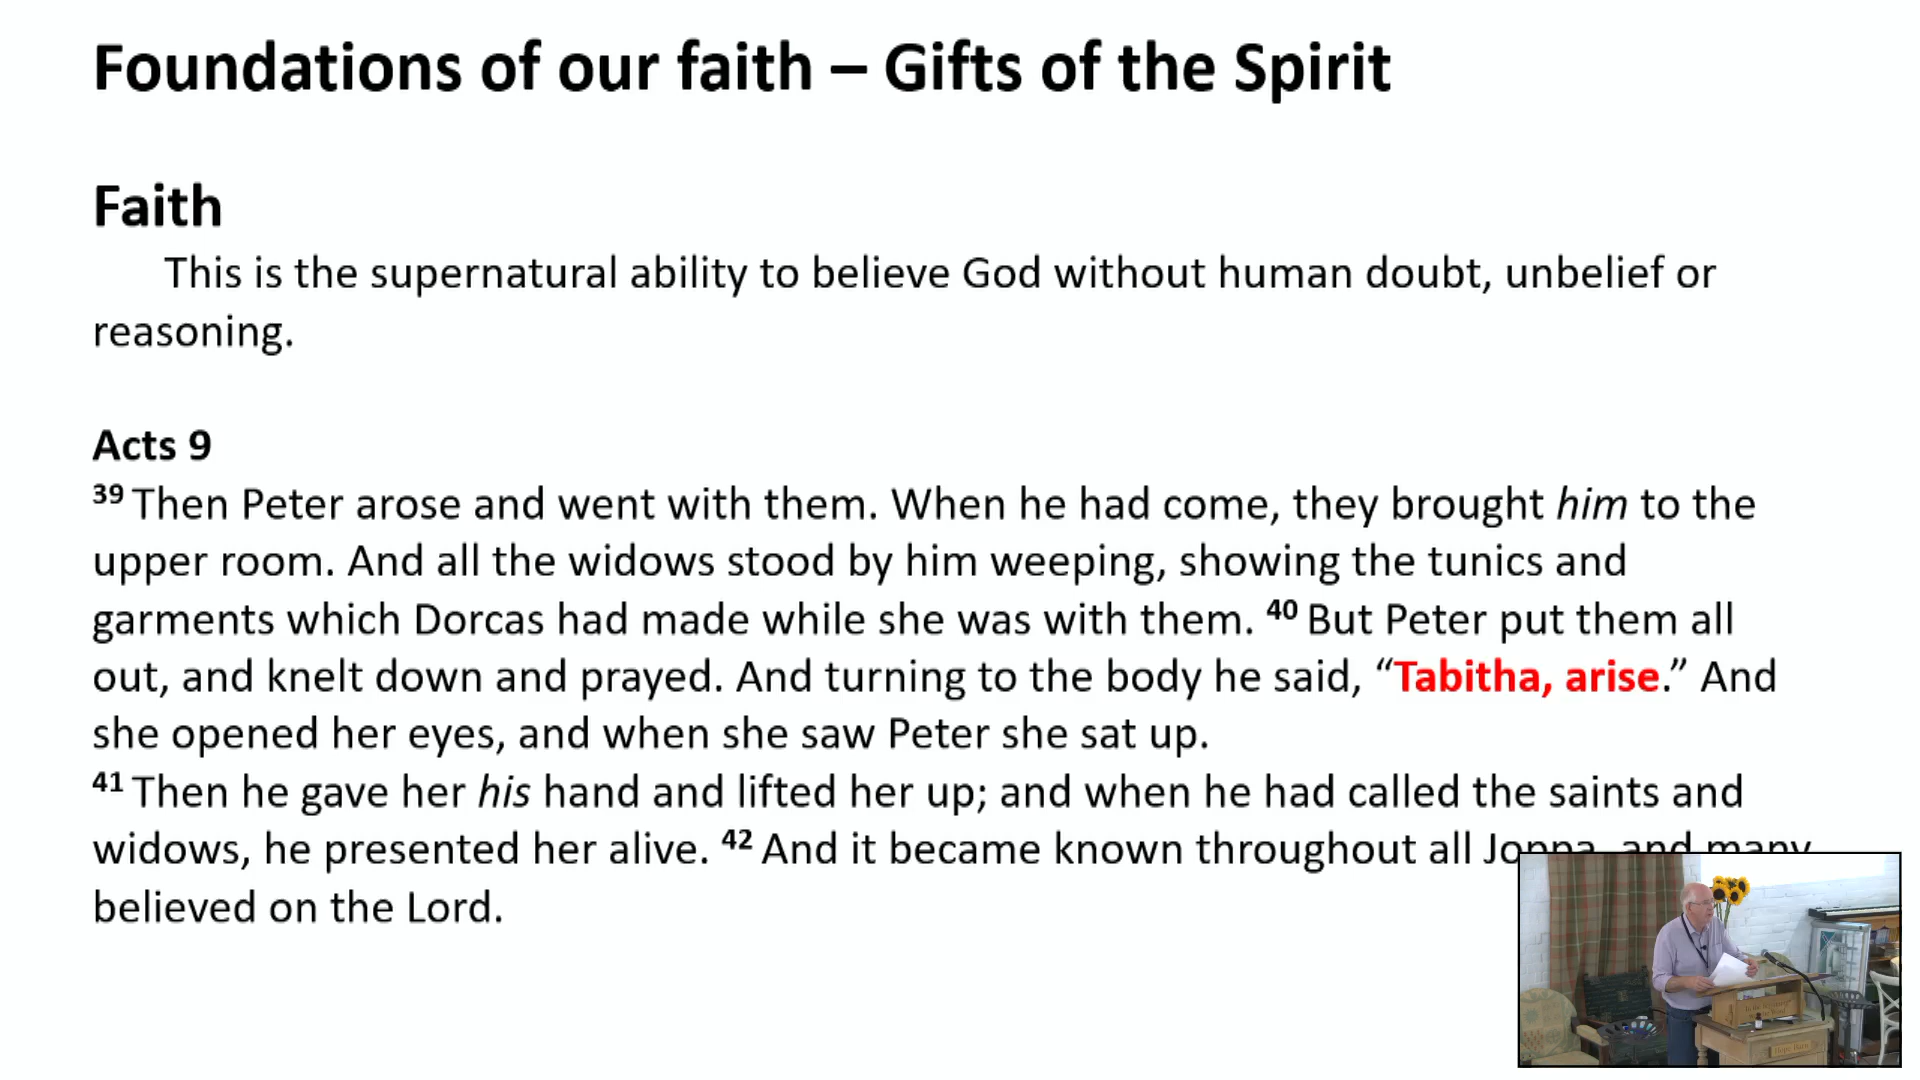 Foundations of our faith – Gifts of the Spirit
Faith
This is the supernatural ability to believe God without human doubt, unbelief or
reasoning.
Acts 9
39 Then Peter arose and went with them. When he had come, they brought him to the
upper room. And all the widows stood by him weeping, showing the tunics and
garments which Dorcas had made while she was with them. 40 But Peter put them all
out, and knelt down and prayed. And turning to the body he said, “Tabitha, arise.” And
she opened her eyes, and when she saw Peter she sat up.
41 Then he gave her his hand and lifted her up; and when he had called the saints and
widows, he presented her alive. 42 And it became known throughout all Joppa, and many
believed on the Lord.
Hope Barn